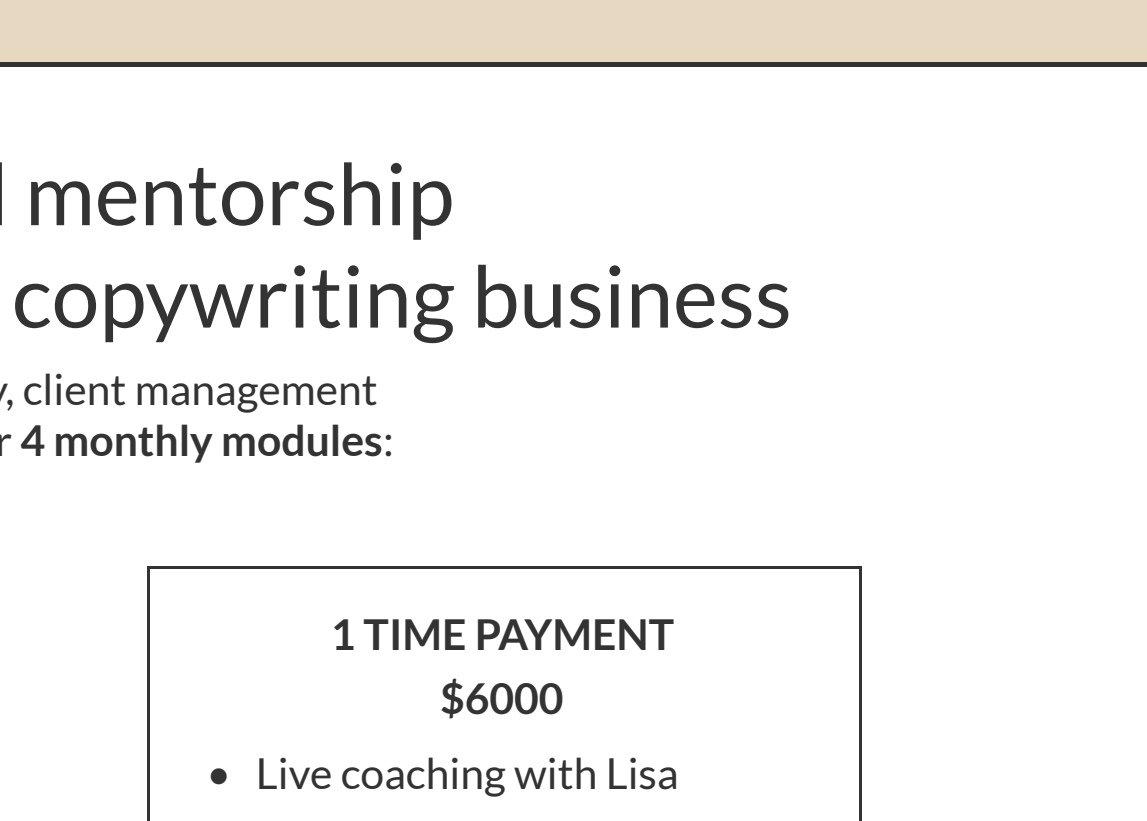 mentorship
copywriting business
, client management
4 monthly modules:
1 TIME PAYMENT
$6000
• Live coaching with Lisa